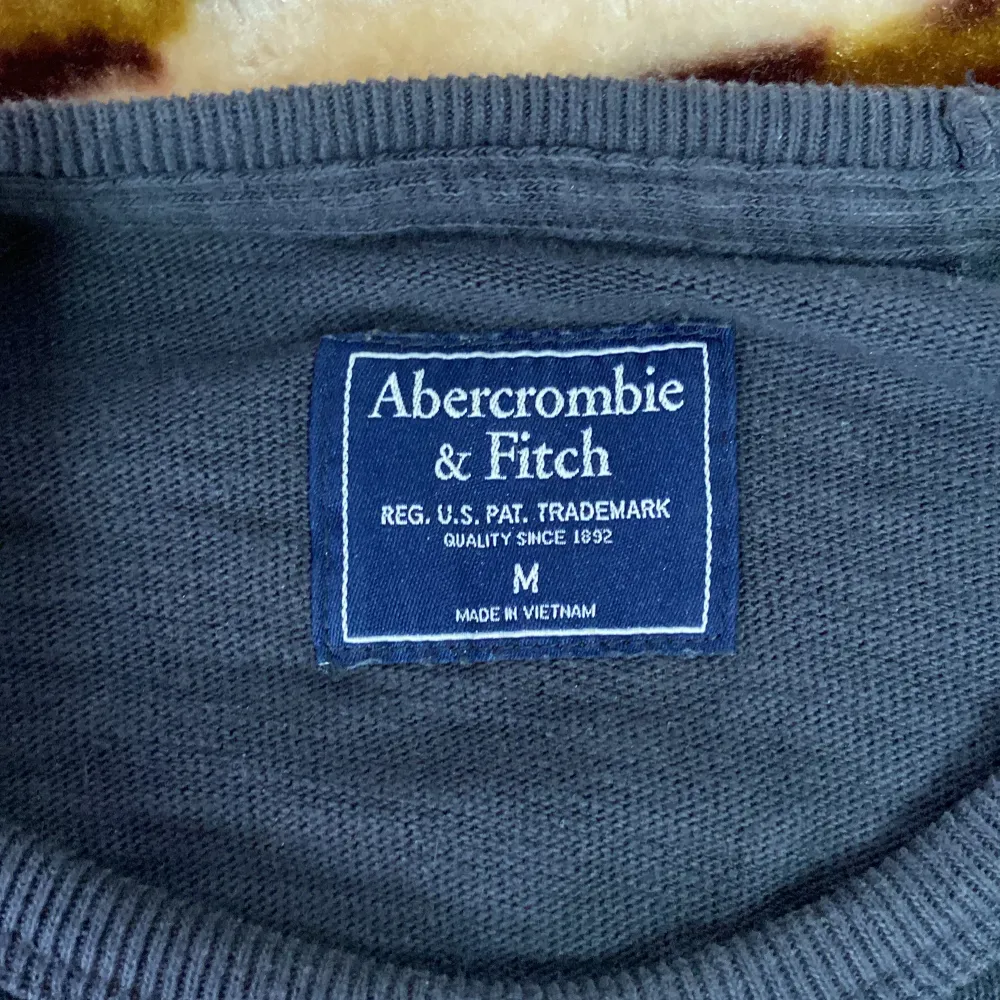 Abercrombie
& Fitch
REG. U.S. PAT. TRADEMARK
QUALITY SINCE 1892
M
MADE IN VIETNAM